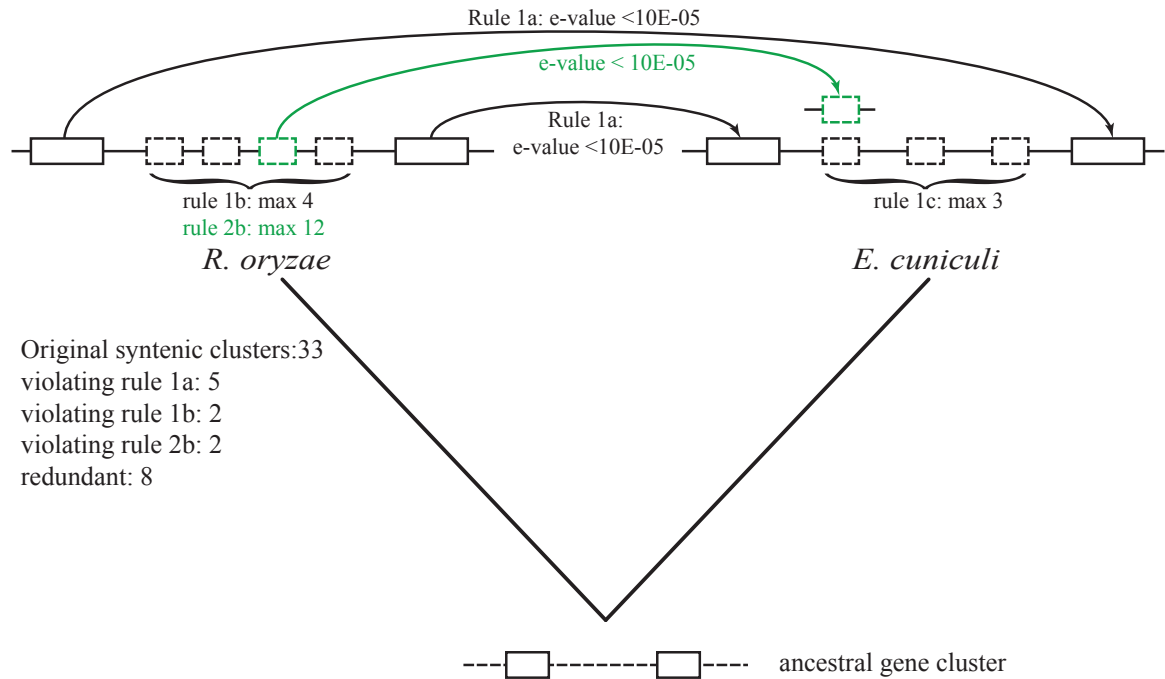 Rule 1a: e-value <10E-05
e-value < 10E-05
Rule 1a:
e-value <10E-05
rule 1b: max 4
rule 2b: max 12
rule 1c: max 3
R. oryzae
E. cuniculi
Original syntenic clusters:33
violating rule 1a: 5
violating rule 1b: 2
violating rule 2b: 2
redundant: 8
ancestral gene cluster